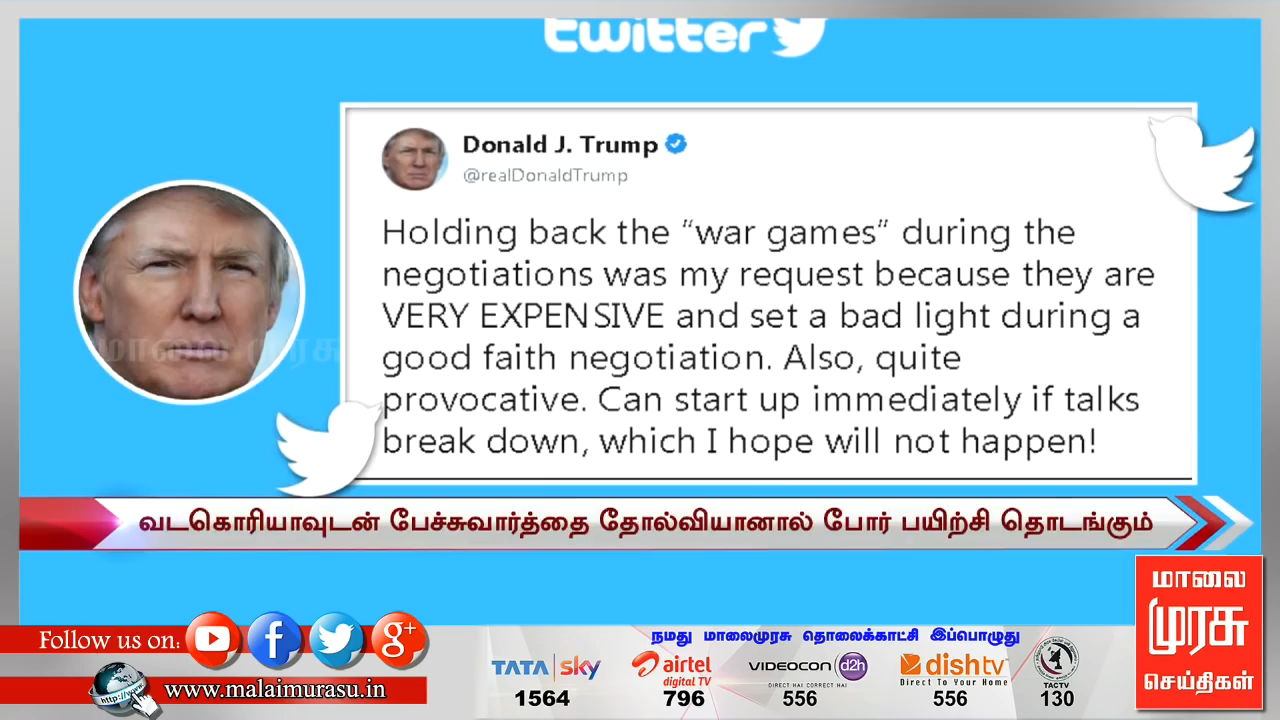 twitter
Donald J. Trump
@realDonaldTrump
Holding back the “war games” during the
negotiations was my request because they are
VERY EXPENSIVE and set a bad light during a
good faith negotiation. Also, quite
provocative. Can start up immediately if talks
break down, which I hope will not happen!
மாலை முரசு
வடகொரியாவுடன் பேச்சுவார்த்தை தோல்வியானால் போர் பயிற்சி தொடங்கும்
மாலை
முரசு
செய்திகள்
Follow us on:
g+
http://www.
www.malaimurasu.in
நமது மாலைமுரசு தொலைக்காட்சி இப்பொழுது
TATA sky
1564
airtel
digital TV
796
VIDEOCON d2h
DIRECT HAI CORRECT HAI
556
dishtv
Direct To Your Home
556
TACTV
130